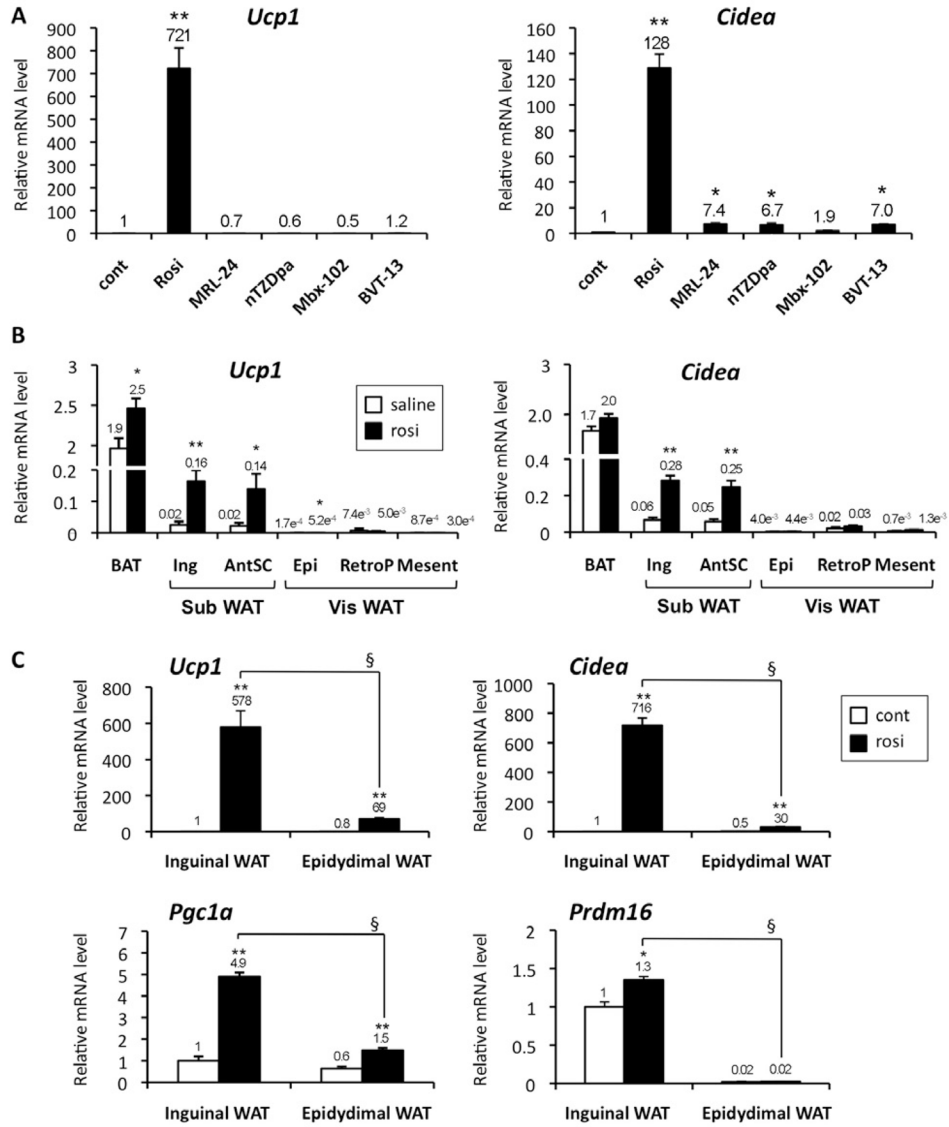 A
Ucp1
Relative mRNA level
900
800
700
600
500
400
300
200
100
0
**
721
1
0.7
0.6
0.5
1.2
cont
Rosi
MRL-24
nTZDpa
Mbx-102
BVT-13
Cidea
Relative mRNA level
160
140
120
100
80
60
40
20
0
**
128
* * *
1
7.4
6.7
1.9
7.0
cont
Rosi
MRL-24
nTZDpa
Mbx-102
BVT-13
B
Ucp1
Relative mRNA level
3
2.5
2
0.2
0.1
0
saline
rosi
*
1.9 2.5
**
0.02 0.16
*
0.02 0.14
*
1.7e-4 5.2e-4
7.4e-3 5.0e-3
8.7e-4 3.0e-4
BAT Ing AntSC Epi RetroP Mesent
Sub WAT Vis WAT
Cidea
Relative mRNA level
3
2.0
0.4
0.2
0
1.7 2.0
**
0.06 0.28
**
0.05 0.25
4.0e-3 4.4e-3
0.02 0.03
0.7e-3 1.3e-3
BAT Ing AntSC Epi RetroP Mesent
Sub WAT Vis WAT
C
Ucp1
Relative mRNA level
800
600
400
200
0
§
**
578
1
**
69
0.8
Inguinal WAT Epidydimal WAT
Cidea
Relative mRNA level
1000
800
600
400
200
0
§
**
716
1
**
30
0.5
Inguinal WAT Epidydimal WAT
cont
rosi
Pgc1a
Relative mRNA level
7
6
5
4
3
2
1
0
§
**
4.9
1
**
1.5
0.6
Inguinal WAT Epidydimal WAT
Prdm16
Relative mRNA level
2
1.5
1
0.5
0
§
*
1.3
1
0.02 0.02
Inguinal WAT Epidydimal WAT